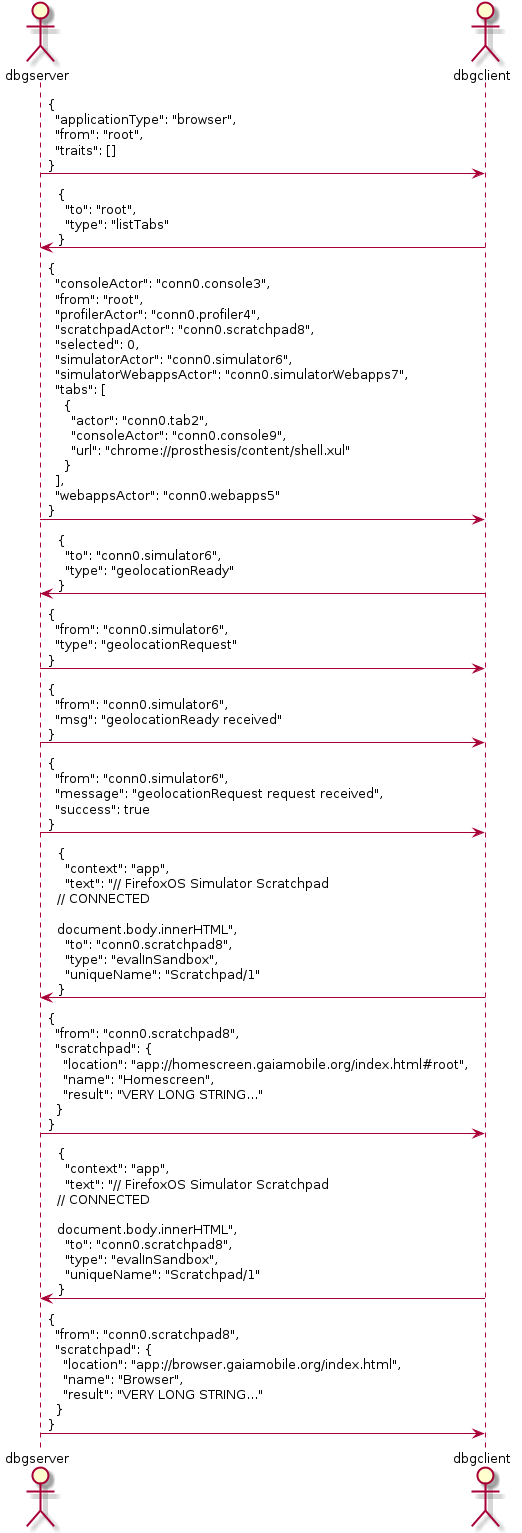 dbgserver dbgclient
{
"applicationType": "browser",
"from": "root",
"traits": []
}
{
"to": "root",
"type": "listTabs"
}
{
"consoleActor": "conn0.console3",
"from": "root",
"profilerActor": "conn0.profiler4",
"scratchpadActor": "conn0.scratchpad8",
"selected": 0,
"simulatorActor": "conn0.simulator6",
"simulatorWebappsActor": "conn0.simulatorWebapps7",
"tabs": [
{
"actor": "conn0.tab2",
"consoleActor": "conn0.console9",
"url": "chrome://prosthesis/content/shell.xul"
}
],
"webappsActor": "conn0.webapps5"
}
{
"to": "conn0.simulator6",
"type": "geolocationReady"
}
{
"from": "conn0.simulator6",
"type": "geolocationRequest"
}
{
"from": "conn0.simulator6",
"msg": "geolocationReady received"
}
{
"from": "conn0.simulator6",
"message": "geolocationRequest request received",
"success": true
}
{
"context": "app",
"text": "// FirefoxOS Simulator Scratchpad
// CONNECTED
document.body.innerHTML",
"to": "conn0.scratchpad8",
"type": "evalInSandbox",
"uniqueName": "Scratchpad/1"
}
{
"from": "conn0.scratchpad8",
"scratchpad": {
"location": "app://homescreen.gaiamobile.org/index.html#root",
"name": "Homescreen",
"result": "VERY LONG STRING..."
}
}
{
"context": "app",
"text": "// FirefoxOS Simulator Scratchpad
// CONNECTED
document.body.innerHTML",
"to": "conn0.scratchpad8",
"type": "evalInSandbox",
"uniqueName": "Scratchpad/1"
}
{
"from": "conn0.scratchpad8",
"scratchpad": {
"location": "app://browser.gaiamobile.org/index.html",
"name": "Browser",
"result": "VERY LONG STRING..."
}
}
dbgserver dbgclient